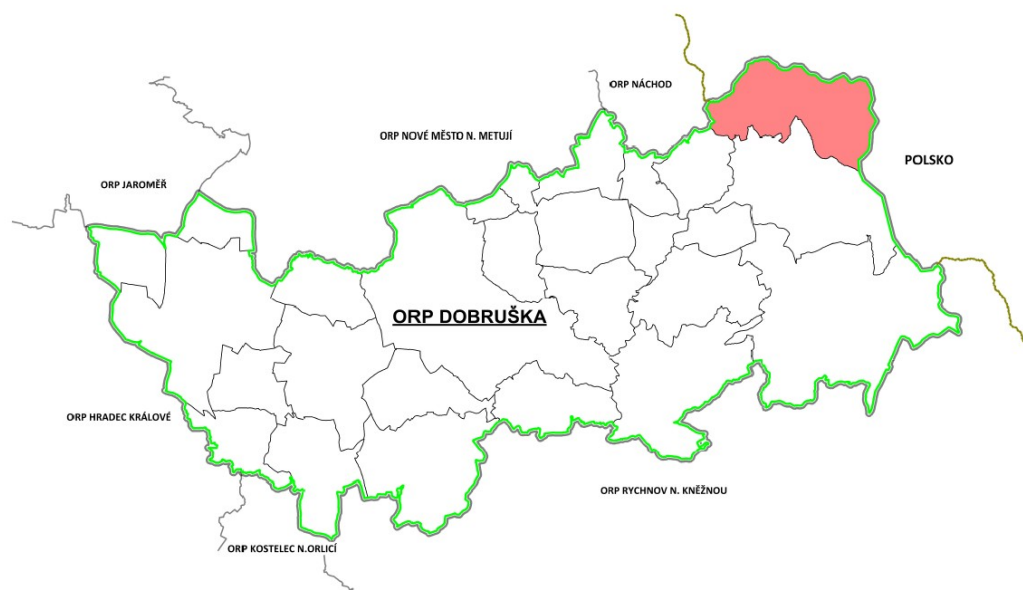 ORP NÁCHOD
ORP NOVÉ MĚSTO N. METUJÍ
POLSKO
ORP JAROMĚŘ
ORP DOBRUŠKA
ORP HRADEC KRÁLOVÉ
ORP RYCHNOV N. KNĚŽNOU
ORP KOSTELEC N.ORLICÍ